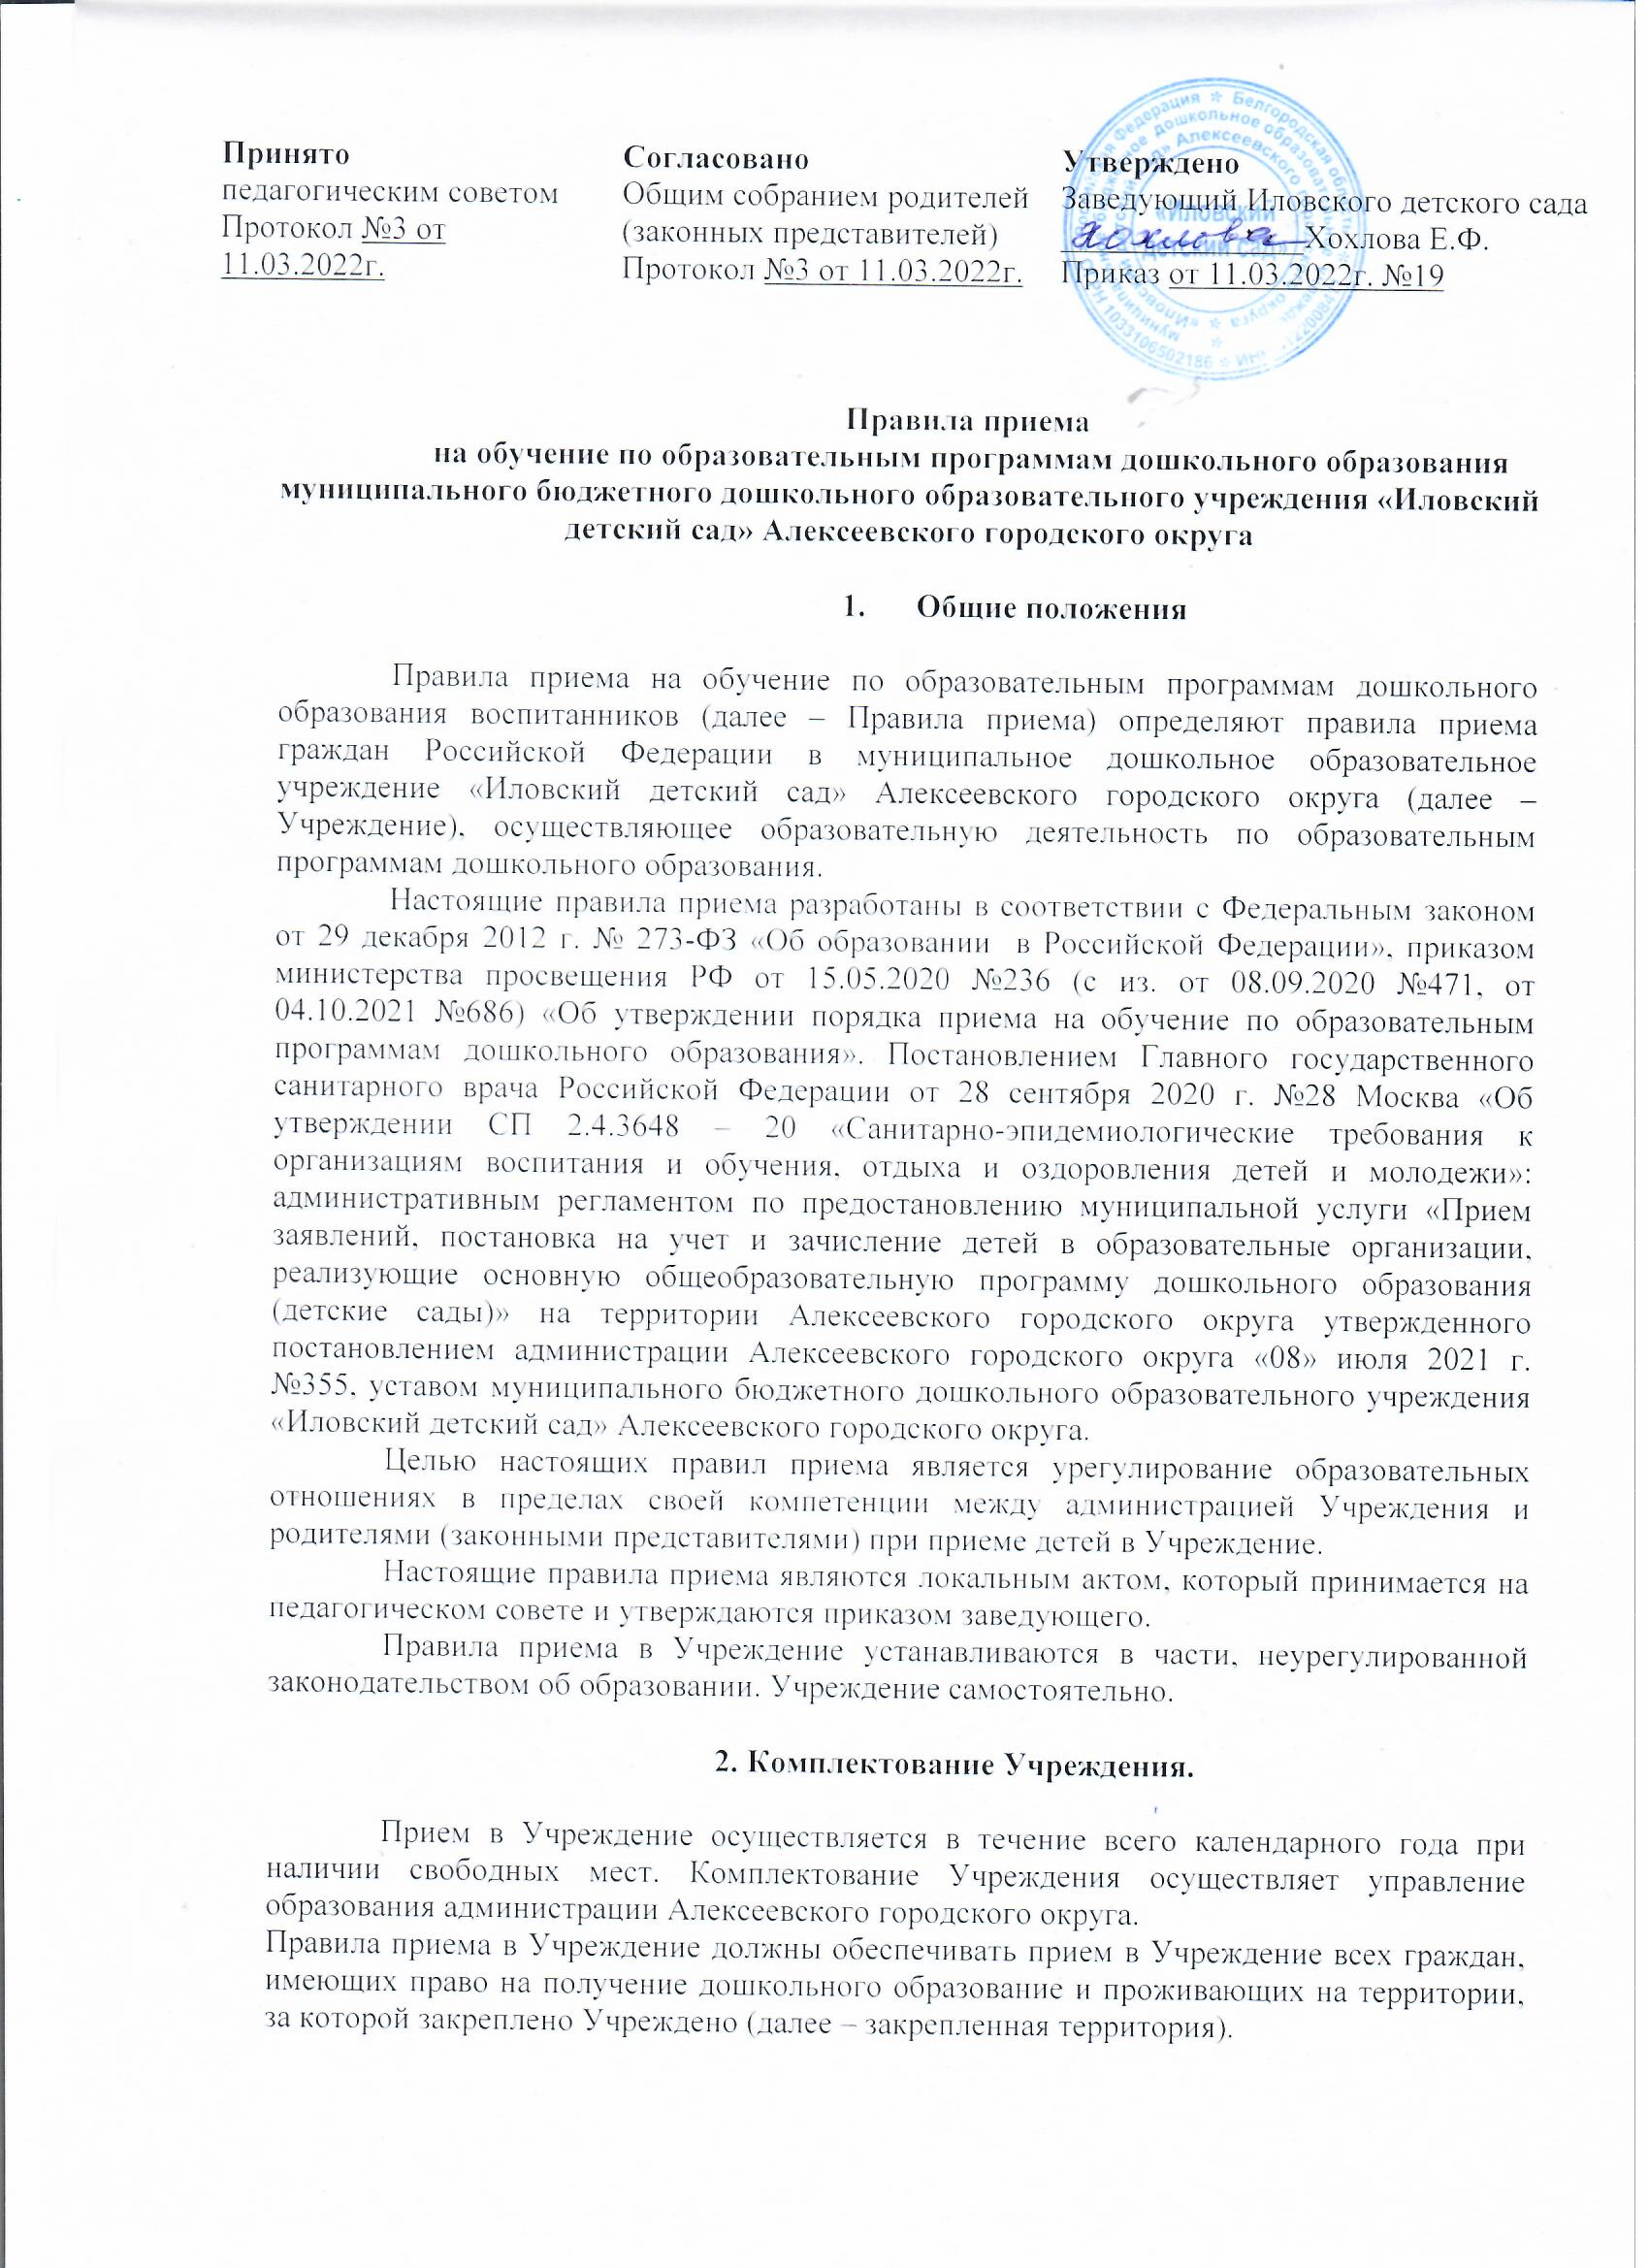 Принято
педагогическим советом
Протокол №3 от
11.03.2022г.
Согласовано
Общим собранием родителей
(законных представителей)
Протокол №3 от 11.03.2022г.
Утверждено
Заведующий Иловского детского сада
Хохлова Хохлова Е.Ф.
Приказ от 11.03.2022г. №19
«ИЛОВСКИЙ
ДЕТСКИЙ САД»
Правила приема
на обучение по образовательным программам дошкольного образования
муниципального бюджетного дошкольного образовательного учреждения «Иловский
детский сад» Алексеевского городского округа
1. Общие положения
Правила приема на обучение по образовательным программам дошкольного
образования воспитанников (далее – Правила приема) определяют правила приема
граждан Российской Федерации в муниципальное дошкольное образовательное
учреждение «Иловский детский сад» Алексеевского городского округа (далее –
Учреждение), осуществляющее образовательную деятельность по образовательным
программам дошкольного образования.
Настоящие правила приема разработаны в соответствии с Федеральным законом
от 29 декабря 2012 г. № 273-ФЗ «Об образовании в Российской Федерации», приказом
министерства просвещения РФ от 15.05.2020 №236 (с из. от 08.09.2020 №471, от
04.10.2021 №686) «Об утверждении порядка приема на обучение по образовательным
программам дошкольного образования». Постановлением Главного государственного
санитарного врача Российской Федерации от 28 сентября 2020 г. №28 Москва «Об
утверждении СП 2.4.3648 – 20 «Санитарно-эпидемиологические требования к
организациям воспитания и обучения, отдыха и оздоровления детей и молодежи»:
административным регламентом по предоставлению муниципальной услуги «Прием
заявлений, постановка на учет и зачисление детей в образовательные организации,
реализующие основную общеобразовательную программу дошкольного образования
(детские сады)» на территории Алексеевского городского округа утвержденного
постановлением администрации Алексеевского городского округа «08» июля 2021 г.
№355, уставом муниципального бюджетного дошкольного образовательного учреждения
«Иловский детский сад» Алексеевского городского округа.
Целью настоящих правил приема является урегулирование образовательных
отношениях в пределах своей компетенции между администрацией Учреждения и
родителями (законными представителями) при приеме детей в Учреждение.
Настоящие правила приема являются локальным актом, который принимается на
педагогическом совете и утверждаются приказом заведующего.
Правила приема в Учреждение устанавливаются в части, неурегулированной
законодательством об образовании. Учреждение самостоятельно.
2. Комплектование Учреждения.
Прием в Учреждение осуществляется в течение всего календарного года при
наличии свободных мест. Комплектование Учреждения осуществляет управление
образования администрации Алексеевского городского округа.
Правила приема в Учреждение должны обеспечивать прием в Учреждение всех граждан,
имеющих право на получение дошкольного образование и проживающих на территории,
за которой закреплено Учреждено (далее – закрепленная территория).